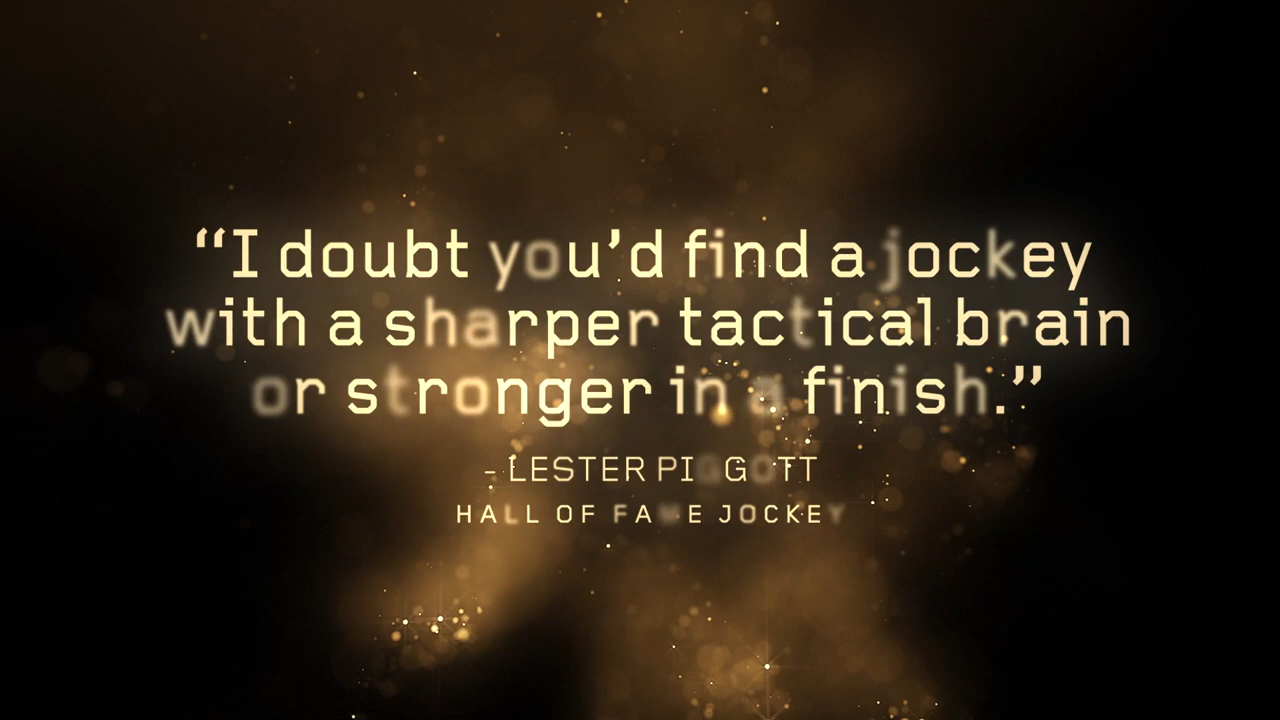 “I doubt you’d find a jockey
with a sharper tactical brain
or stronger in a finish.”
- LESTER PIGGOTT
HALL OF FAME JOCKEY